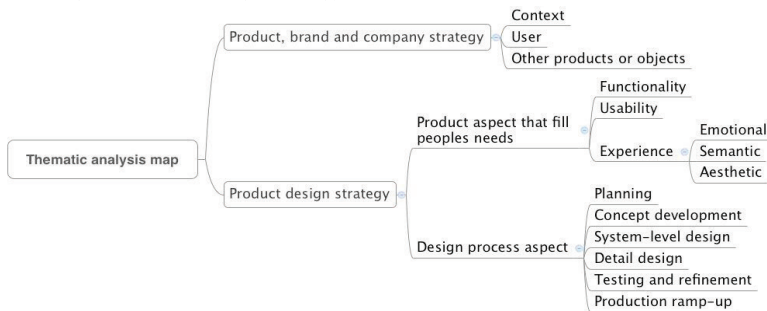 Thematic analysis map
Product, brand and company strategy
Context
User
Other products or objects
Product design strategy
Product aspect that fill
peoples needs
Functionality
Usability
Experience
Emotional
Semantic
Aesthetic
Design process aspect
Planning
Concept development
System-level design
Detail design
Testing and refinement
Production ramp-up